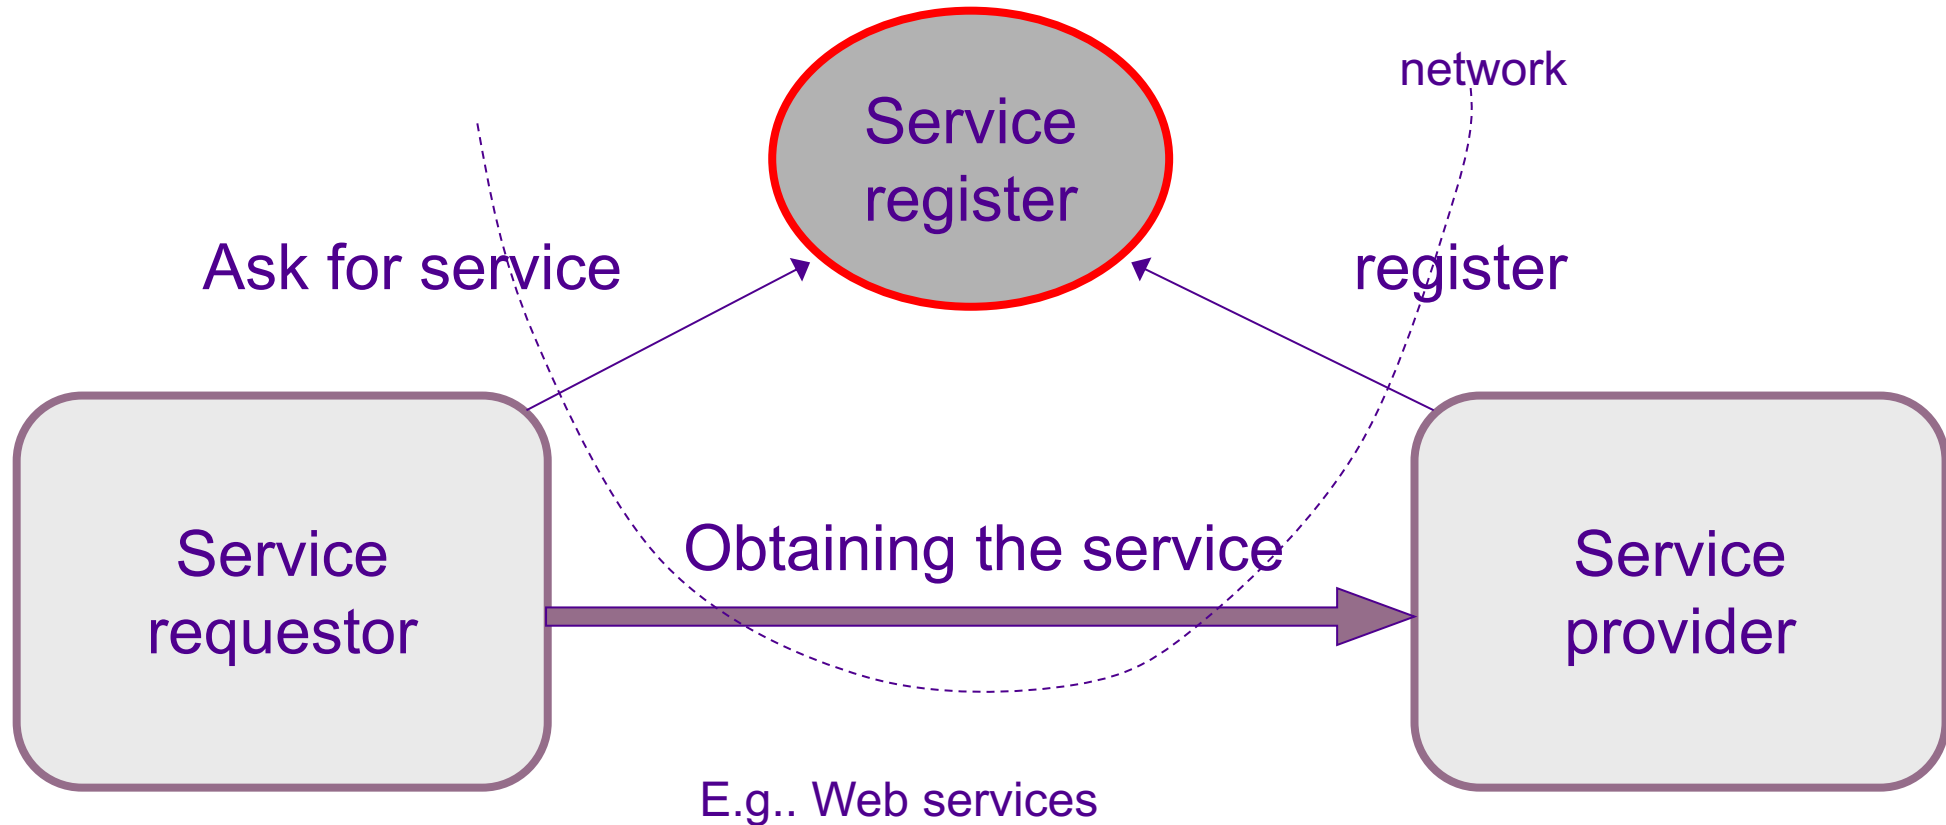 network
Service
register
Ask for service
register
Obtaining the service
Service
requestor
Service
provider
E.g.. Web services